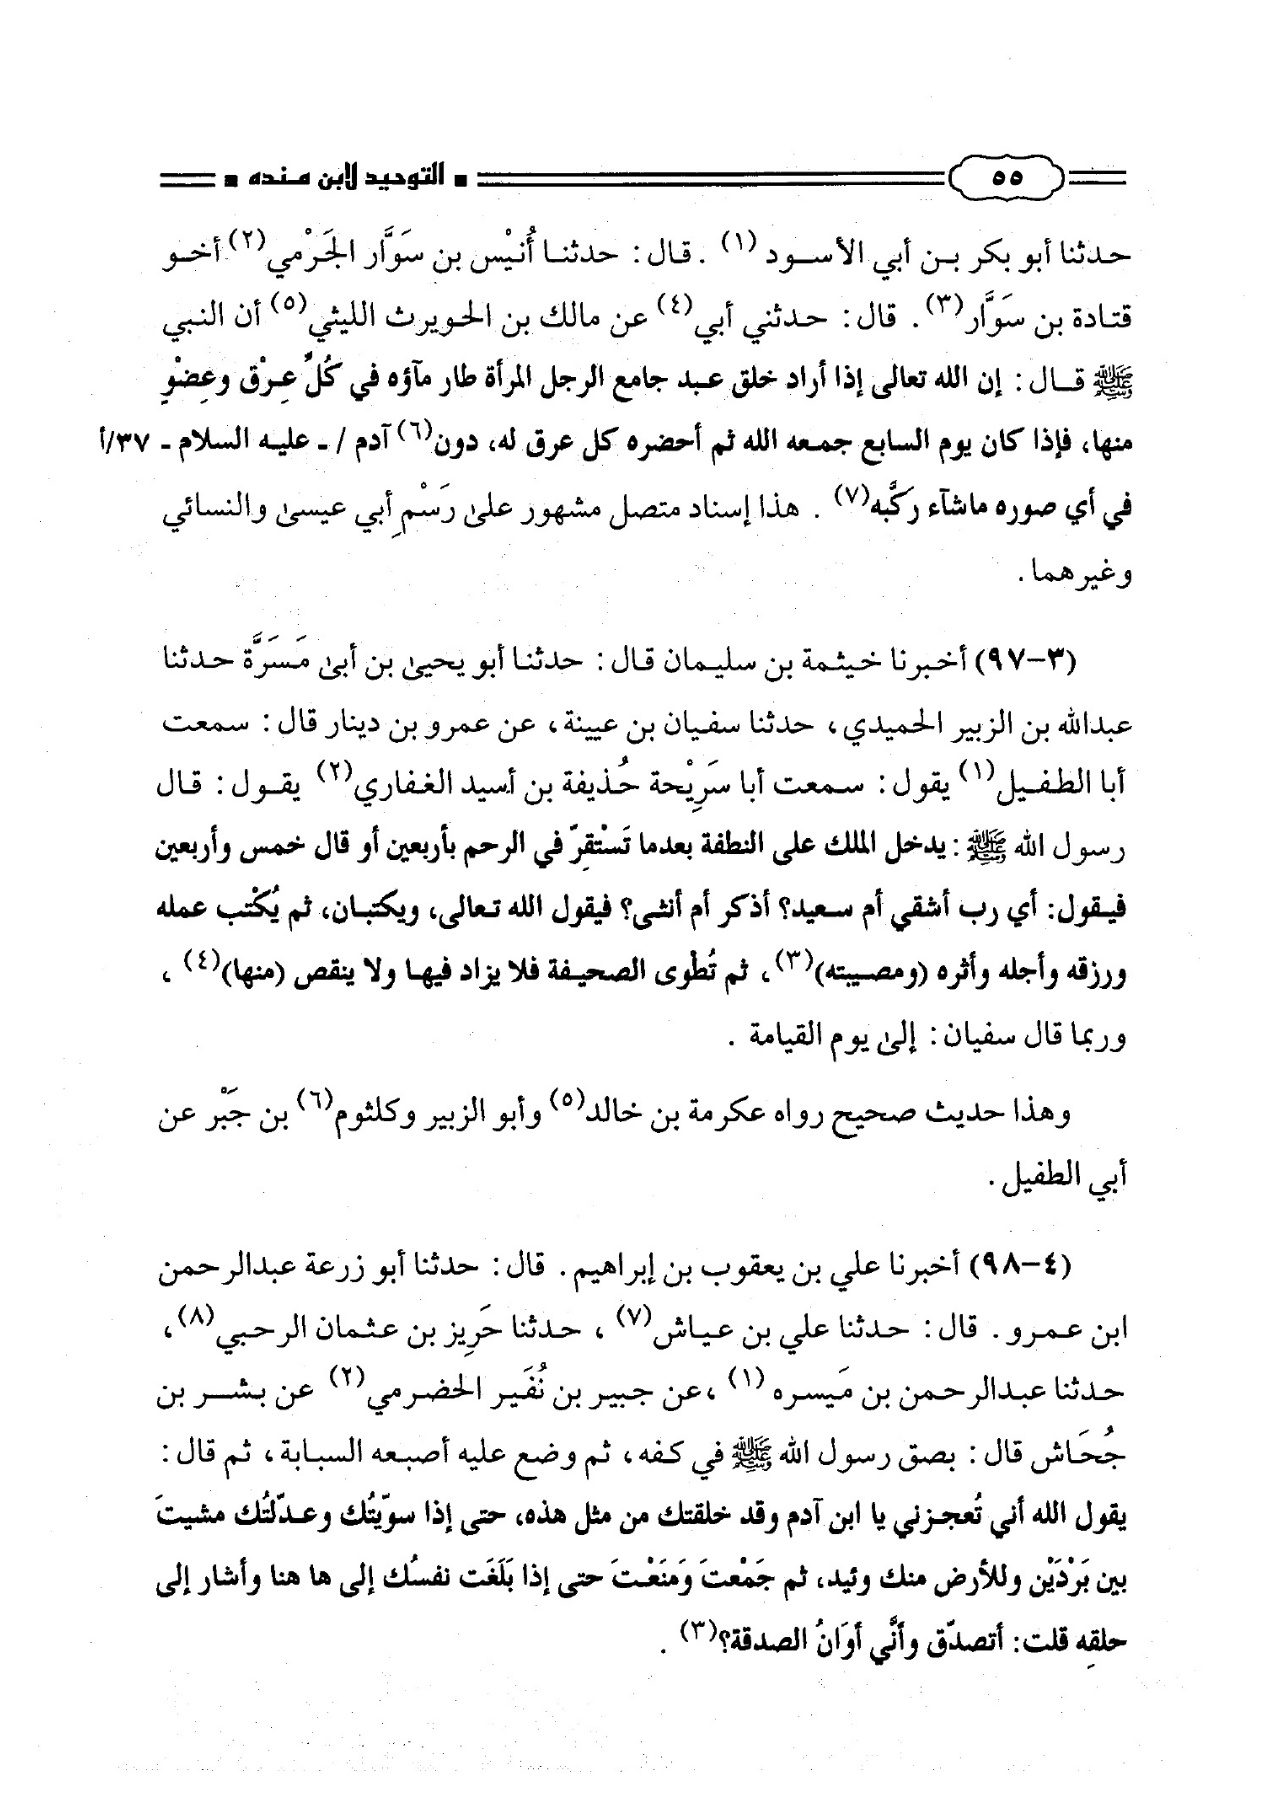 ٥٥ ■ التوحيد لابن منده ■
حدثنا أبو بكر بن أبي الأسود (١) . قال : حدثنا أُنيْس بن سَوَّار الجَرْمي (٢) أخو
قتادة بن سَوَّار (٣) . قال : حدثني أبي (٤) عن مالك بن الحويرث الليثي (٥) أن النبي
ﷺ قال : إن الله تعالى إذا أراد خلق عبد جامع الرجل المرأة طار مآؤه في كُلِّ عِرْق وعضْوٍ
منها، فإذا كان يوم السابع جمعه الله ثم أحضره كل عرق له، دون (٦) آدم / ـ عليه السلام ـ ٣٧/أ
في أي صوره ماشآء ركَّبه (٧) . هذا إسناد متصل مشهور على رَسْمِ أبي عيسى والنسائي
وغيرهما .
(٣-٩٧) أخبرنا خيثمة بن سليمان قال : حدثنا أبو يحيى بن أبى مَسَرَّة حدثنا
عبدالله بن الزبير الحميدي ، حدثنا سفيان بن عيينة ، عن عمرو بن دينار قال : سمعت
أبا الطفيل (١) يقول : سمعت أبا سَرِيْحة حُذيفة بن أسيد الغفاري (٢) يقول : قال
رسول الله ﷺ : يدخل الملك على النطفة بعدما تَسْتقِرّ في الرحم بأربعين أو قال خمس وأربعين
فيقول: أي رب أشقي أم سعيد؟ أذكر أم أنثى؟ فيقول الله تعالى، ويكتبان، ثم يُكْتب عمله
ورزقه وأجله وأثره (ومصيبته) (٣) ، ثم تُطْوى الصحيفة فلا يزاد فيها ولا ينقص (منها) (٤) ،
وربما قال سفيان : إلى يوم القيامة .
وهذا حديث صحيح رواه عكرمة بن خالد (٥) وأبو الزبير وكلثوم (٦) بن جَبْر عن
أبي الطفيل .
(٤-٩٨) أخبرنا علي بن يعقوب بن إبراهيم . قال : حدثنا أبو زرعة عبدالرحمن
ابن عمرو . قال : حدثنا علي بن عياش (٧) ، حدثنا حَرِيز بن عثمان الرحبي (٨) ،
حدثنا عبدالرحمن بن مَيسره (١) ، عن جبير بن نُفَير الحضرمي (٢) عن بشر بن
جُحَاش قال : بصق رسول الله ﷺ في كفه ، ثم وضع عليه أصبعه السبابة ، ثم قال :
يقول الله أني تُعجزني يا ابن آدم وقد خلقتك من مثل هذه، حتى إذا سوّيتُك وعدّلتُك مشيتَ
بين بَرْدَيْن وللأرض منك وئيد، ثم جَمْعتَ وَمَنَعْتَ حتى إذا بَلَغَت نفسُك إلى ها هنا وأشار إلى
حلقِه قلت: أتصدّق وأنَّي أوَانُ الصدقة؟ (٣) .